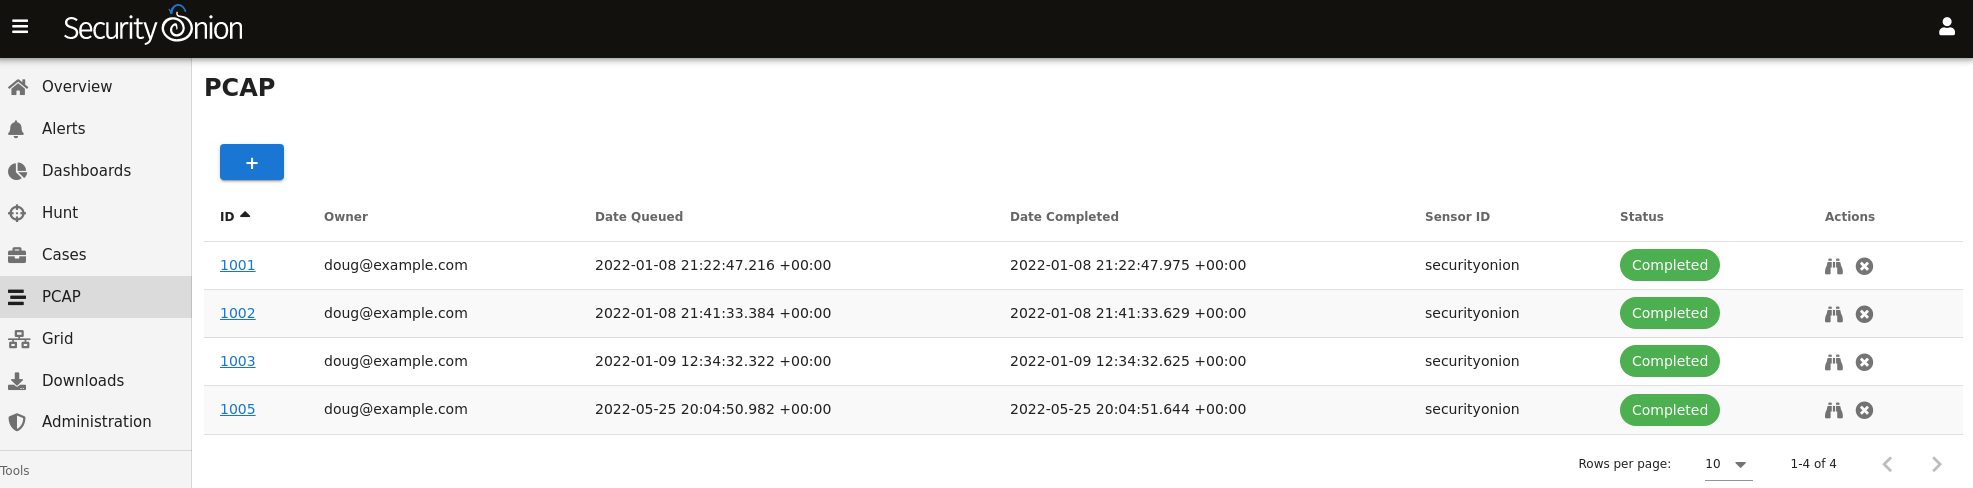 Security Onion
Overview
Alerts
Dashboards
Hunt
Cases
PCAP
Grid
Downloads
Administration
Tools
PCAP
+
ID Owner Date Queued Date Completed Sensor ID Status Actions
1001 doug@example.com 2022-01-08 21:22:47.216 +00:00 2022-01-08 21:22:47.975 +00:00 securityonion Completed
1002 doug@example.com 2022-01-08 21:41:33.384 +00:00 2022-01-08 21:41:33.629 +00:00 securityonion Completed
1003 doug@example.com 2022-01-09 12:34:32.322 +00:00 2022-01-09 12:34:32.625 +00:00 securityonion Completed
1005 doug@example.com 2022-05-25 20:04:50.982 +00:00 2022-05-25 20:04:51.644 +00:00 securityonion Completed
Rows per page: 10 1-4 of 4